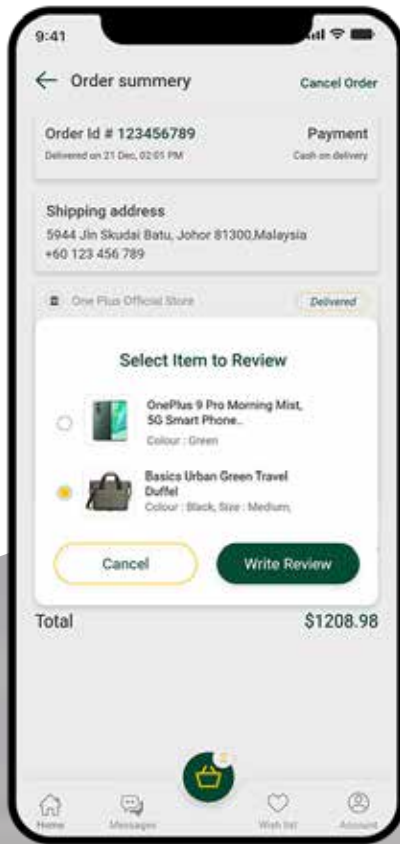 9:41
Order summery
Cancel Order
Order Id # 123456789
Payment
Delivered on 21 Dec, 02:01 PM
Cash on delivery
Shipping address
5944 Jln Skudai Batu, Johor 81300,Malaysia
+60 123 456 789
One Plus Official Store
Delivered
Select Item to Review
OnePlus 9 Pro Morning Mist,
5G Smart Phone..
Colour : Green
Basics Urban Green Travel
Duffel
Colour : Black, Size : Medium,
Cancel
Write Review
Total
$1208.98
Home
Messages
Wish list
Account